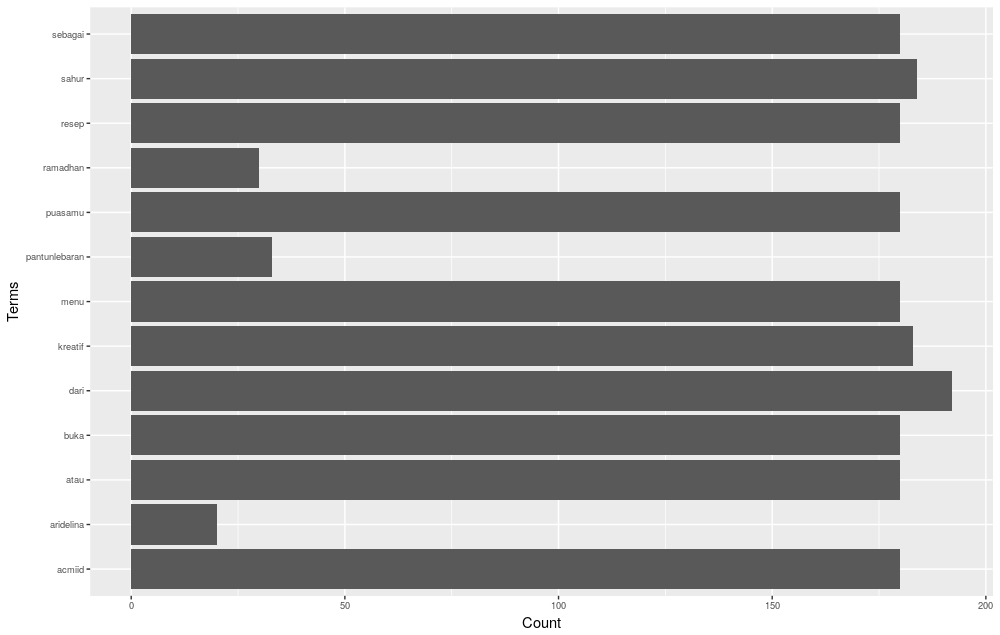 sebagai
sahur
resep
ramadhan
puasamu
pantunlebaran
menu
kreatif
dari
buka
atau
aridelina
acmiid
Terms
0 50 100 150 200
Count